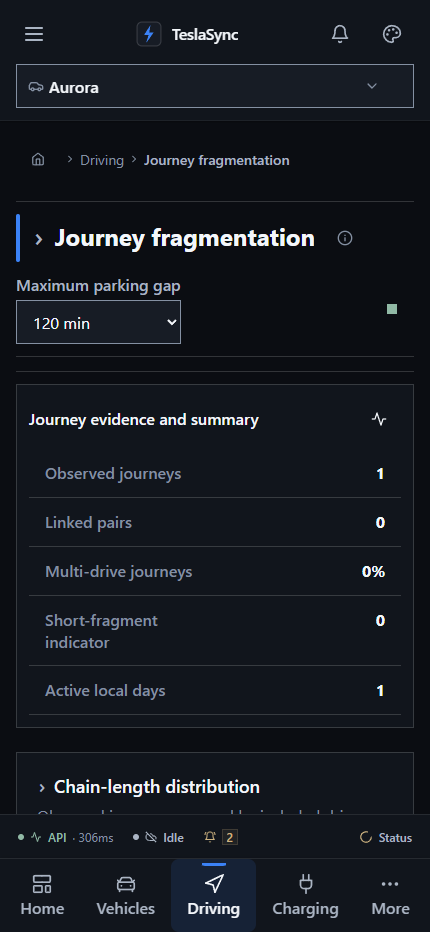 TeslaSync
Aurora
Driving
Journey fragmentation
Journey fragmentation
Maximum parking gap
120 min
Journey evidence and summary
Observed journeys 1
Linked pairs 0
Multi-drive journeys 0%
Short-fragment
indicator 0
Active local days 1
Chain-length distribution
API · 306ms
Idle
2
Status
Home
Vehicles
Driving
Charging
More